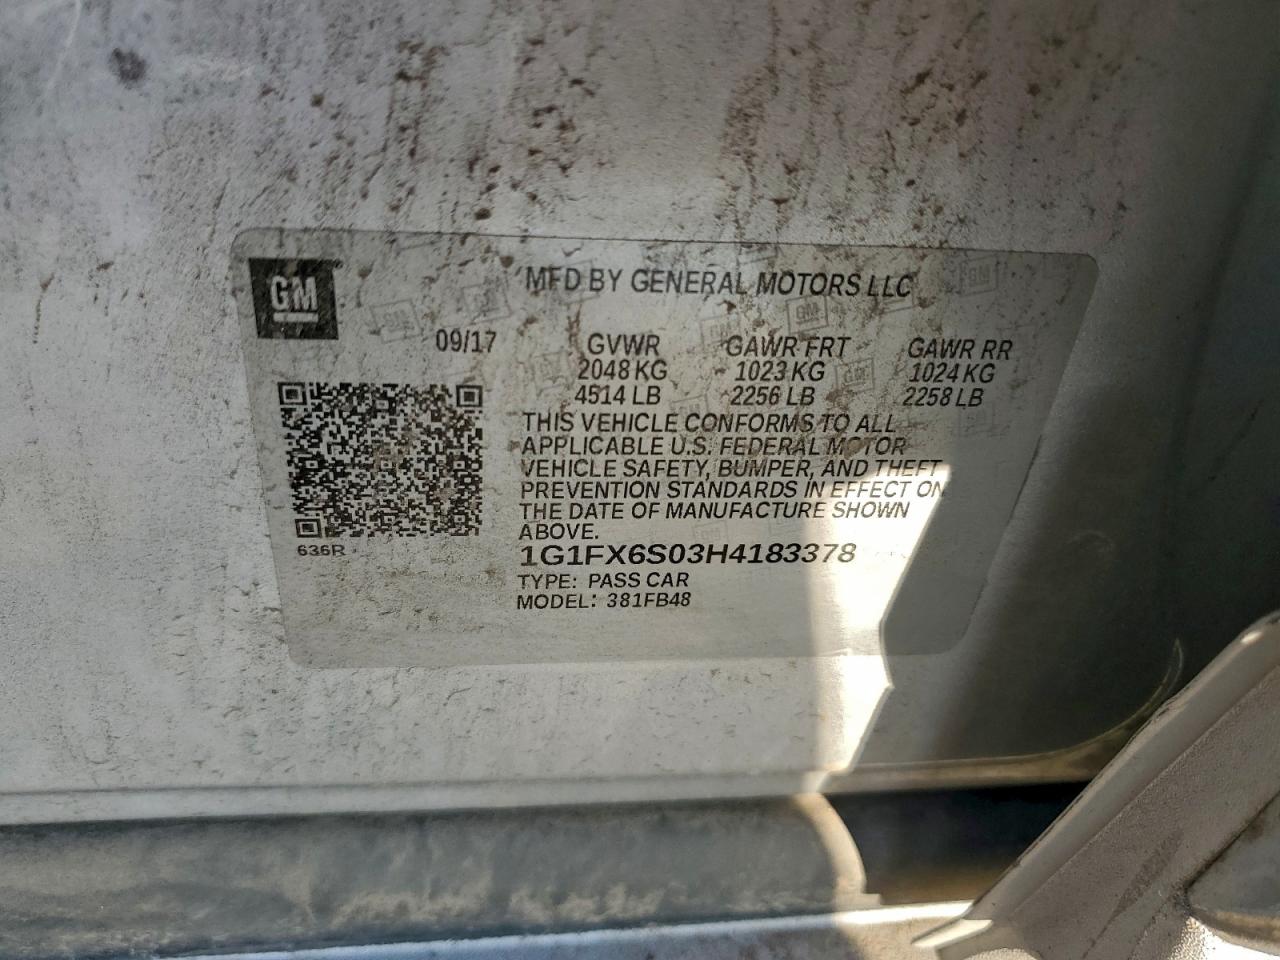 GM
MFD BY GENERAL MOTORS LLC
09/17 GVWR GAWR FRT GAWR RR
2048 KG 1023 KG 1024 KG
4514 LB 2256 LB 2258 LB
THIS VEHICLE CONFORMS TO ALL
APPLICABLE U.S. FEDERAL MOTOR
VEHICLE SAFETY, BUMPER, AND THEFT
PREVENTION STANDARDS IN EFFECT ON
THE DATE OF MANUFACTURE SHOWN
ABOVE.
636R
1G1FX6S03H4183378
TYPE: PASS CAR
MODEL: 381FB48